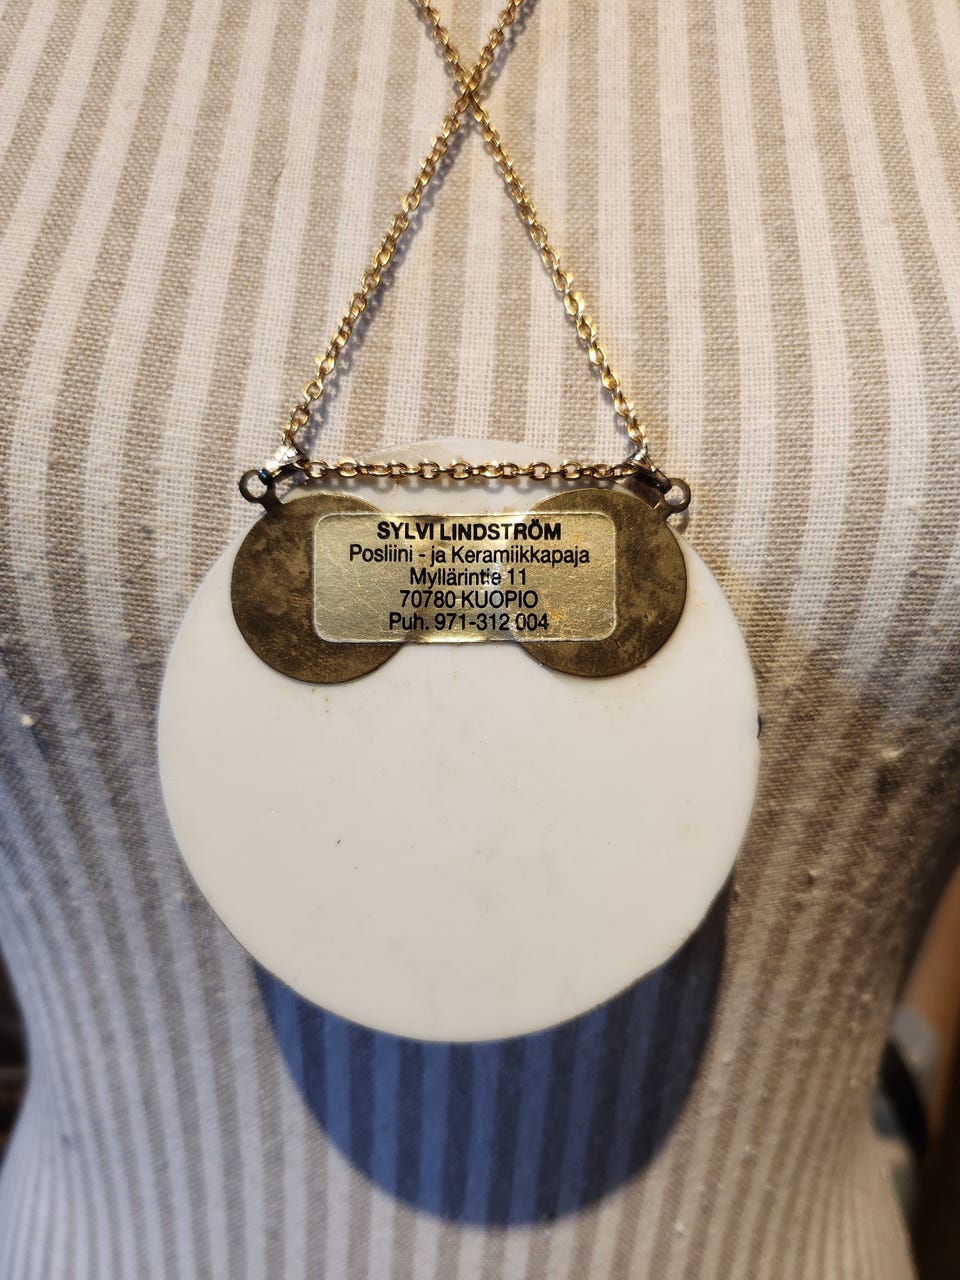 SYLVI LINDSTRÖM
Posliini - ja Keramiikkapaja
Myllärintie 11
70780 KUOPIO
Puh. 971-312 004